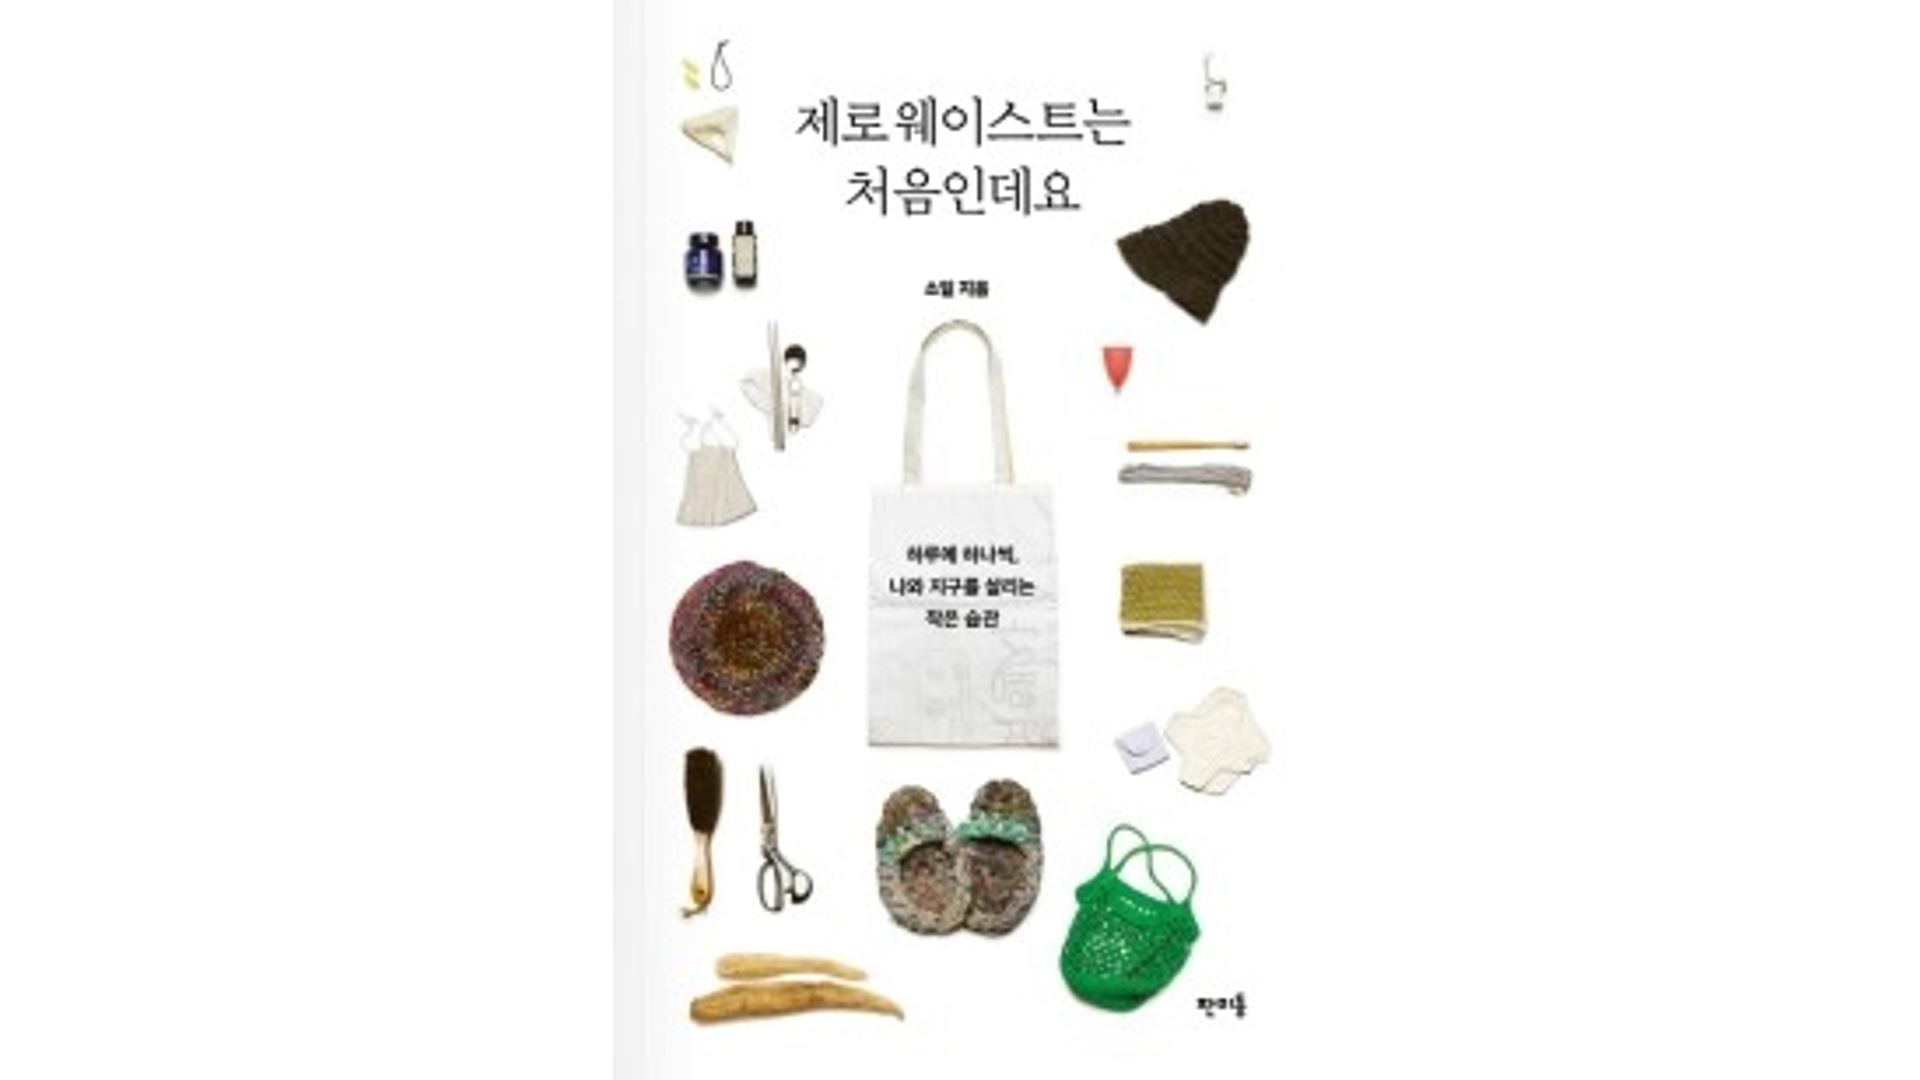 제로 웨이스트는
처음인데요
소일 지음
하루에 하나씩,
나와 지구를 살리는
작은 습관
판미동